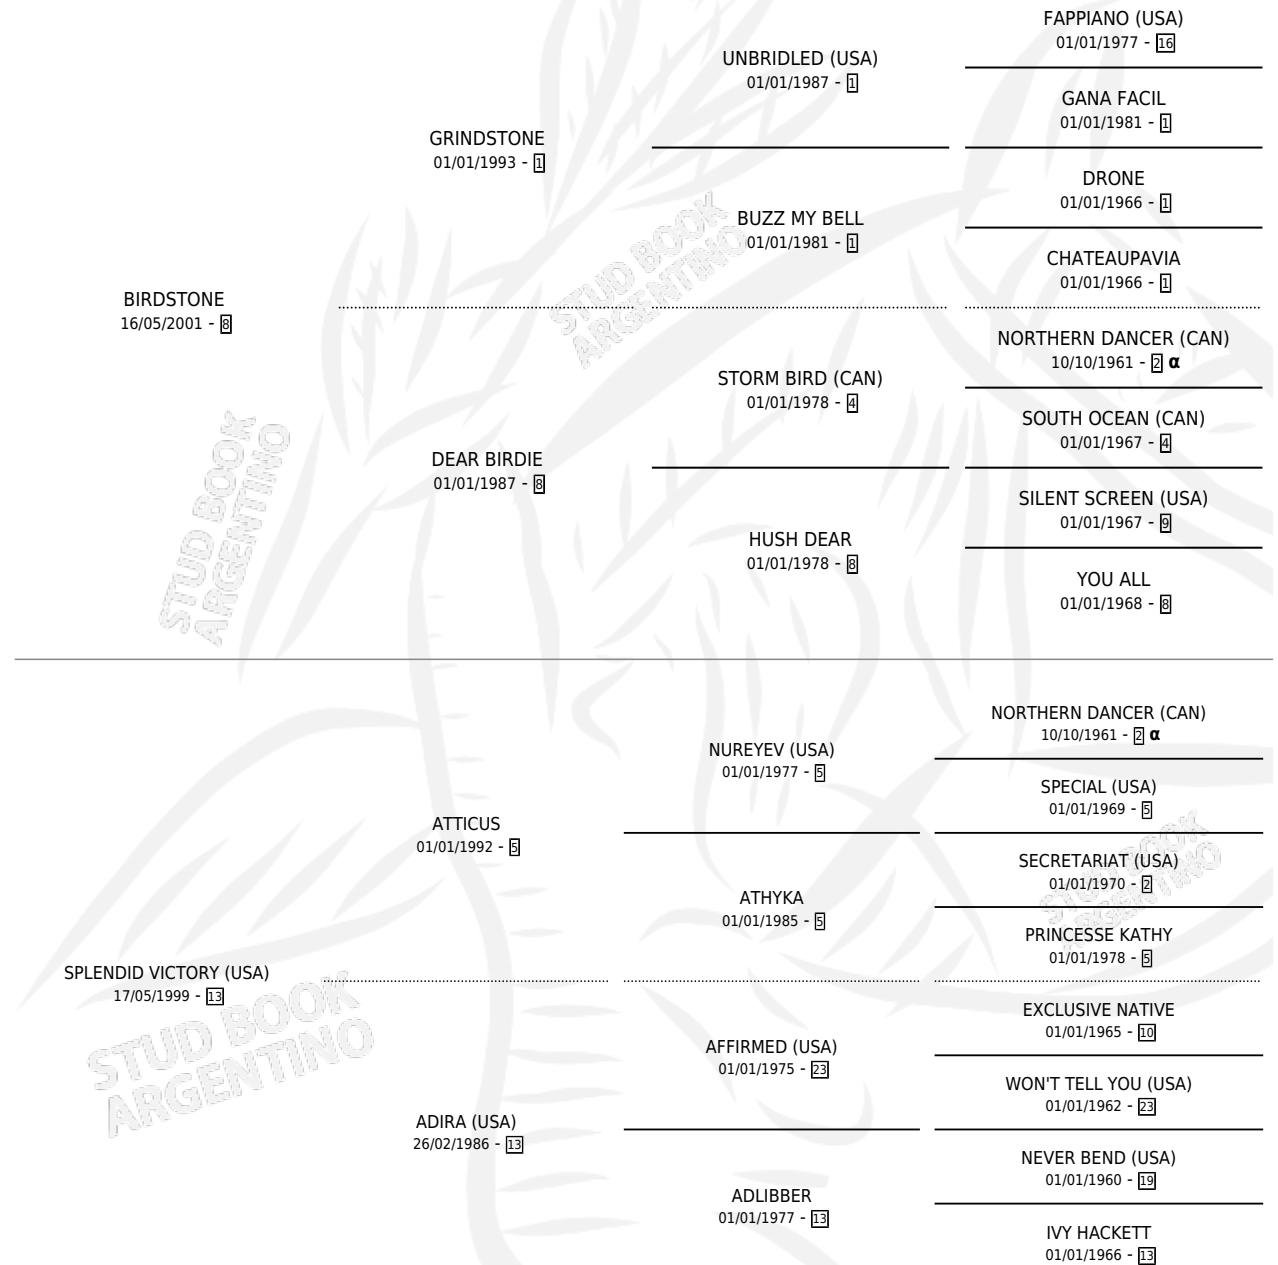 FAPPIANO (USA)
01/01/1977 - 16
UNBRIDLED (USA)
01/01/1987 - 1
GANA FACIL
01/01/1981 - 1
GRINDSTONE
01/01/1993 - 1
DRONE
01/01/1966 - 1
BUZZ MY BELL
01/01/1981 - 1
CHATEAUPAVIA
01/01/1966 - 1
STUD BOOK
ARGENTINO
BIRDSTONE
16/05/2001 - 8
NORTHERN DANCER (CAN)
10/10/1961 - 2 α
STORM BIRD (CAN)
01/01/1978 - 4
SOUTH OCEAN (CAN)
01/01/1967 - 4
DEAR BIRDIE
01/01/1987 - 8
SILENT SCREEN (USA)
01/01/1967 - 9
HUSH DEAR
01/01/1978 - 8
YOU ALL
01/01/1968 - 8
STUD BOOK
ARGENTINO
NORTHERN DANCER (CAN)
10/10/1961 - 2 α
NUREYEV (USA)
01/01/1977 - 5
SPECIAL (USA)
01/01/1969 - 5
ATTICUS
01/01/1992 - 5
SECRETARIAT (USA)
01/01/1970 - 2
ATHYKA
01/01/1985 - 5
PRINCESSE KATHY
01/01/1978 - 5
STUD BOOK
ARGENTINO
SPLENDID VICTORY (USA)
17/05/1999 - 13
EXCLUSIVE NATIVE
01/01/1965 - 10
AFFIRMED (USA)
01/01/1975 - 23
WON'T TELL YOU (USA)
01/01/1962 - 23
STUD BOOK
ARGENTINO
ADIRA (USA)
26/02/1986 - 13
NEVER BEND (USA)
01/01/1960 - 19
ADLIBBER
01/01/1977 - 13
IVY HACKETT
01/01/1966 - 13